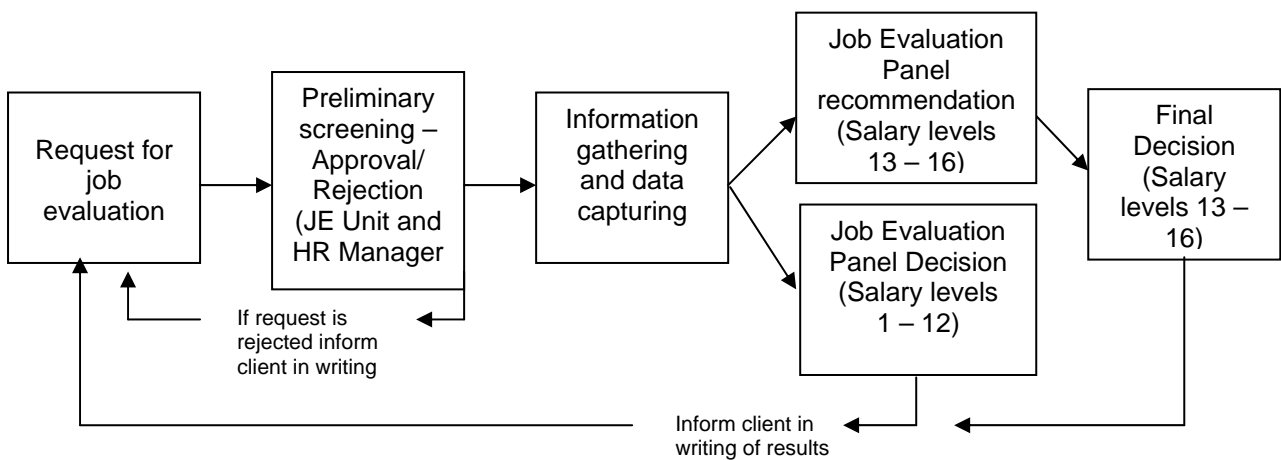 Request for
job
evaluation
Preliminary
screening –
Approval/
Rejection
(JE Unit and
HR Manager
Information
gathering
and data
capturing
Job Evaluation
Panel
recommendation
(Salary levels
13 – 16)
Job Evaluation
Panel Decision
(Salary levels
1 – 12)
Final
Decision
(Salary
levels 13 –
16)
If request is
rejected inform
client in writing
Inform client in
writing of results